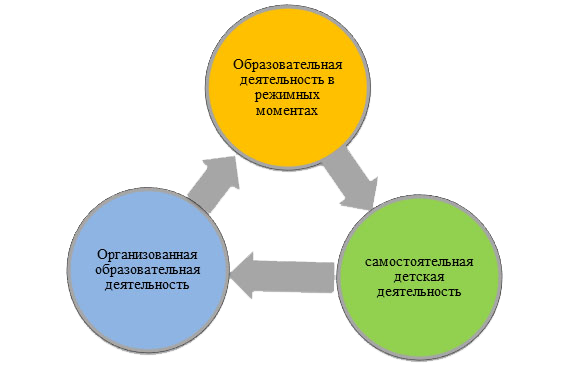 Образовательная
деятельность в
режимных
моментах
Организованная
образовательная
деятельность
самостоятельная
детская
деятельность